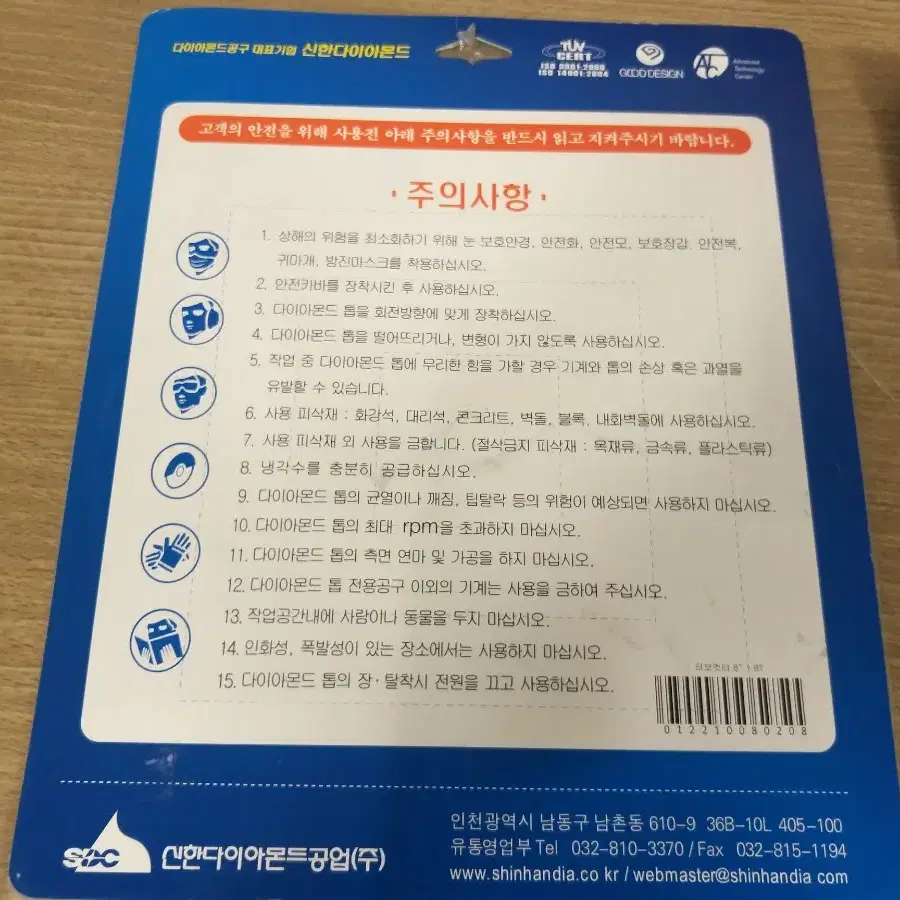 다이아몬드공구 대표기업 신한다이아몬드
TÜV
CERT
ISO 9001:2000
ISO 14001:2004
GOOD DESIGN
ATC
Advanced
Technology
Center
고객의 안전을 위해 사용전 아래 주의사항을 반드시 읽고 지켜주시기 바랍니다.
· 주의사항 ·
1. 상해의 위험을 최소화하기 위해 눈 보호안경, 안전화, 안전모, 보호장갑, 안전복,
귀마개, 방진마스크를 착용하십시오.
2. 안전카바를 장착시킨 후 사용하십시오.
3. 다이아몬드 톱을 회전방향에 맞게 장착하십시오.
4. 다이아몬드 톱을 떨어뜨리거나, 변형이 가지 않도록 사용하십시오.
5. 작업 중 다이아몬드 톱에 무리한 힘을 가할 경우 기계와 톱의 손상 혹은 과열을
유발할 수 있습니다.
6. 사용 피삭재 : 화강석, 대리석, 콘크리트, 벽돌, 블록, 내화벽돌에 사용하십시오.
7. 사용 피삭재 외 사용을 금합니다. (절삭금지 피삭재 : 목재류, 금속류, 플라스틱류)
8. 냉각수를 충분히 공급하십시오.
9. 다이아몬드 톱의 균열이나 깨짐, 팁탈락 등의 위험이 예상되면 사용하지 마십시오.
10. 다이아몬드 톱의 최대 rpm을 초과하지 마십시오.
11. 다이아몬드 톱의 측면 연마 및 가공을 하지 마십시오.
12. 다이아몬드 톱 전용공구 이외의 기계는 사용을 금하여 주십시오.
13. 작업공간내에 사람이나 동물을 두지 마십시오.
14. 인화성, 폭발성이 있는 장소에서는 사용하지 마십시오.
15. 다이아몬드 톱의 장·탈착시 전원을 끄고 사용하십시오.
터보컷터 8" 1.8T
012210080208
SDC 신한다이아몬드공업(주)
인천광역시 남동구 남촌동 610-9 36B-10L 405-100
유통영업부 Tel 032-810-3370 / Fax 032-815-1194
www.shinhandia.co kr / webmaster@shinhandia com